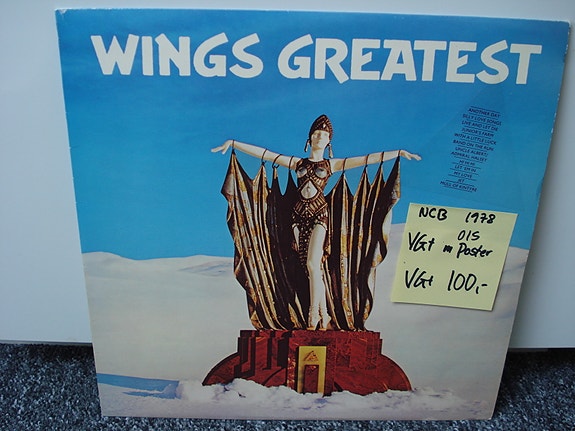 WINGS GREATEST
ANOTHER DAY
SILLY LOVE SONGS
LIVE AND LET DIE
JUNIOR'S FARM
WITH A LITTLE LUCK
BAND ON THE RUN
UNCLE ALBERT/
ADMIRAL HALSEY
HI HI HI
LET 'EM IN
MY LOVE
JET
MULL OF KINTYRE
NCB 1978
OIS
VG+ m Poster
VG+ 100,-